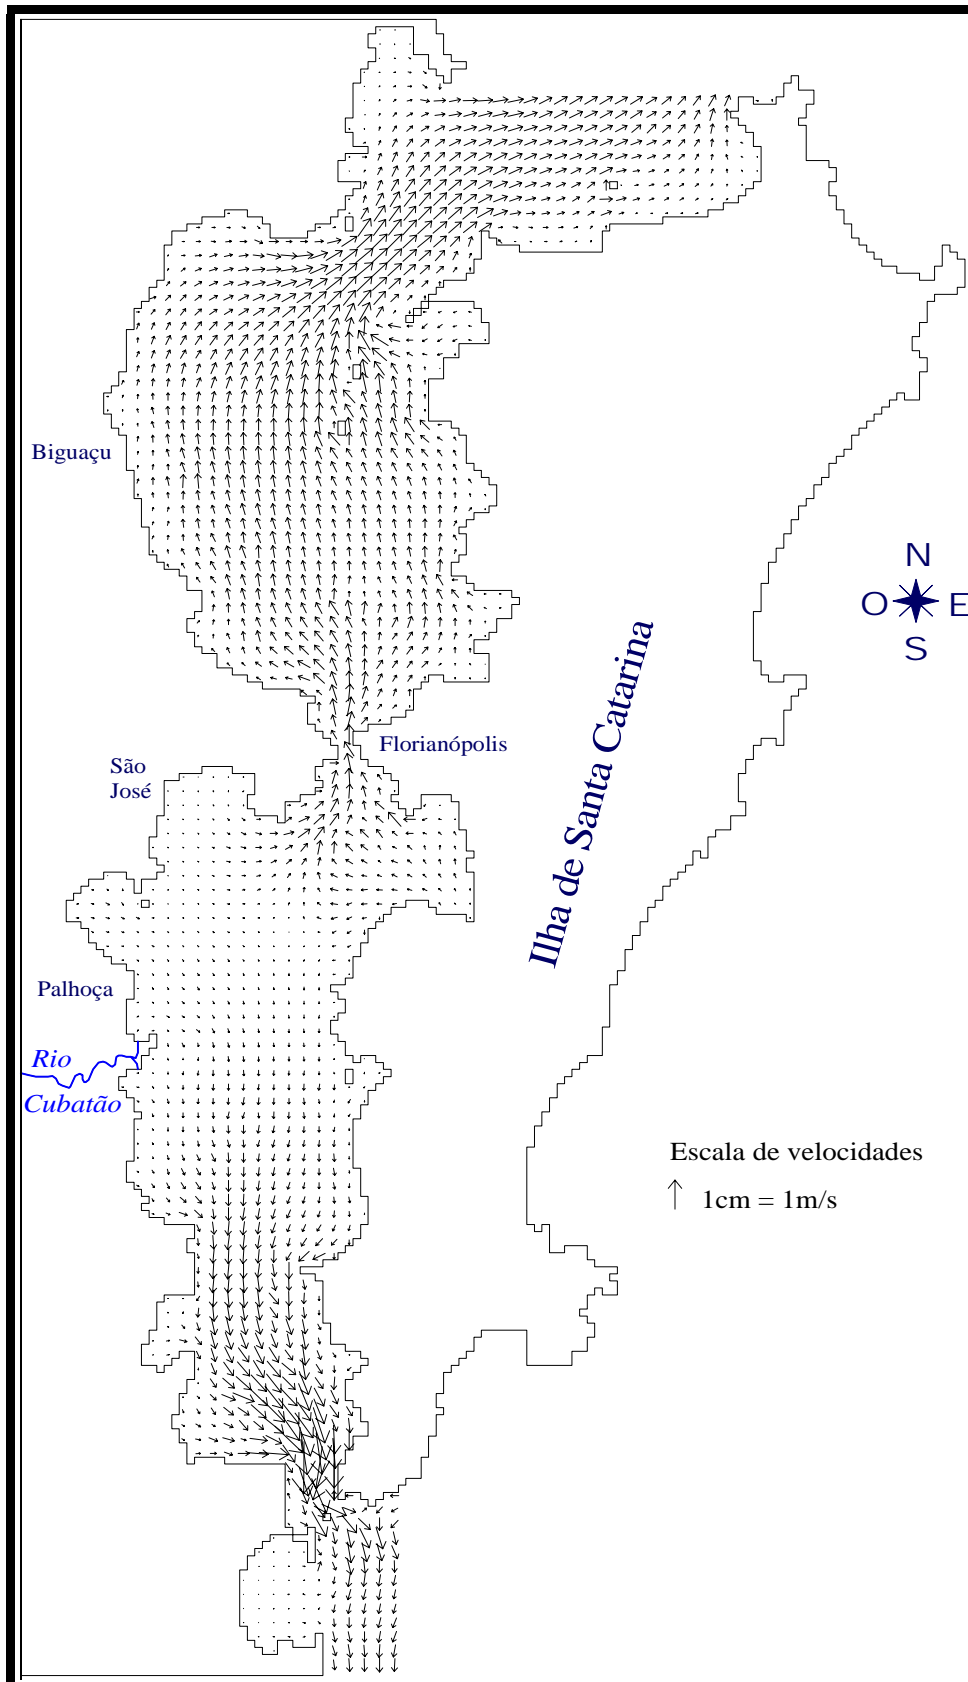 Biguaçu
N
O E
S
Ilha de Santa Catarina
Florianópolis
São
José
Palhoça
Rio
Cubatão
Escala de velocidades
1cm = 1m/s